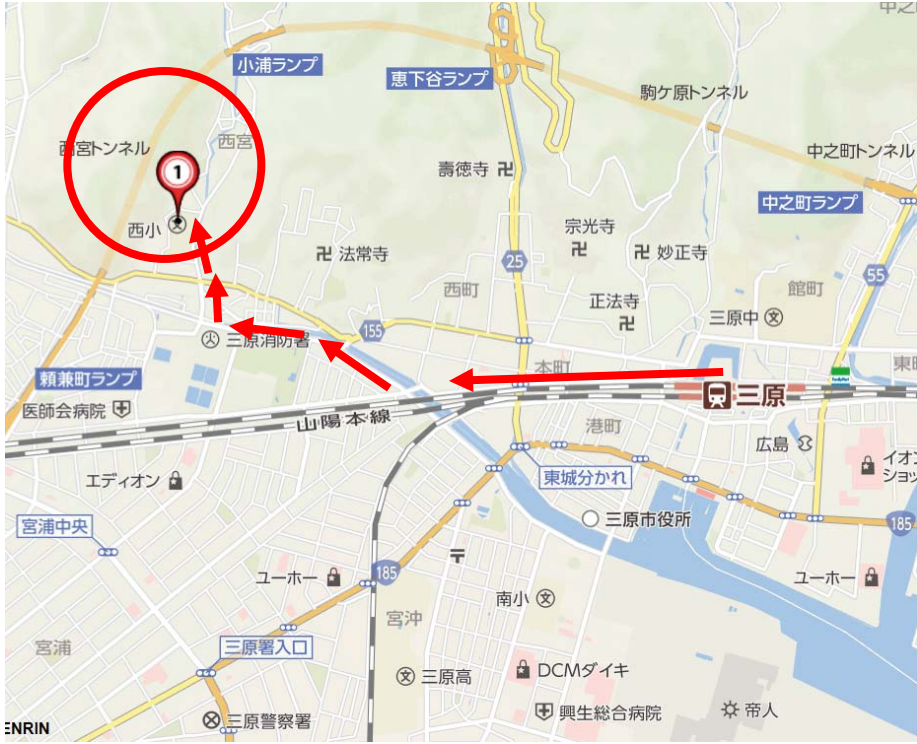 中之
小浦ランプ
恵下谷ランプ
駒ケ原トンネル
西宮トンネル
西宮
中之町トンネル
1
壽徳寺
中之町ランプ
西小
宗光寺
法常寺
妙正寺
25
55
西町
館町
正法寺
三原中
155
三原消防署
本町
東町
頼兼町ランプ
FamilyMart
三原
医師会病院
山陽本線
港町
広島
イオン
ショッ
エディオン
東城分かれ
宮浦中央
三原市役所
185
ユーホー
185
ユーホー
南小
宮沖
宮浦
三原署入口
三原高
DCMダイキ
三原警察署
興生総合病院
帝人
ENRIN